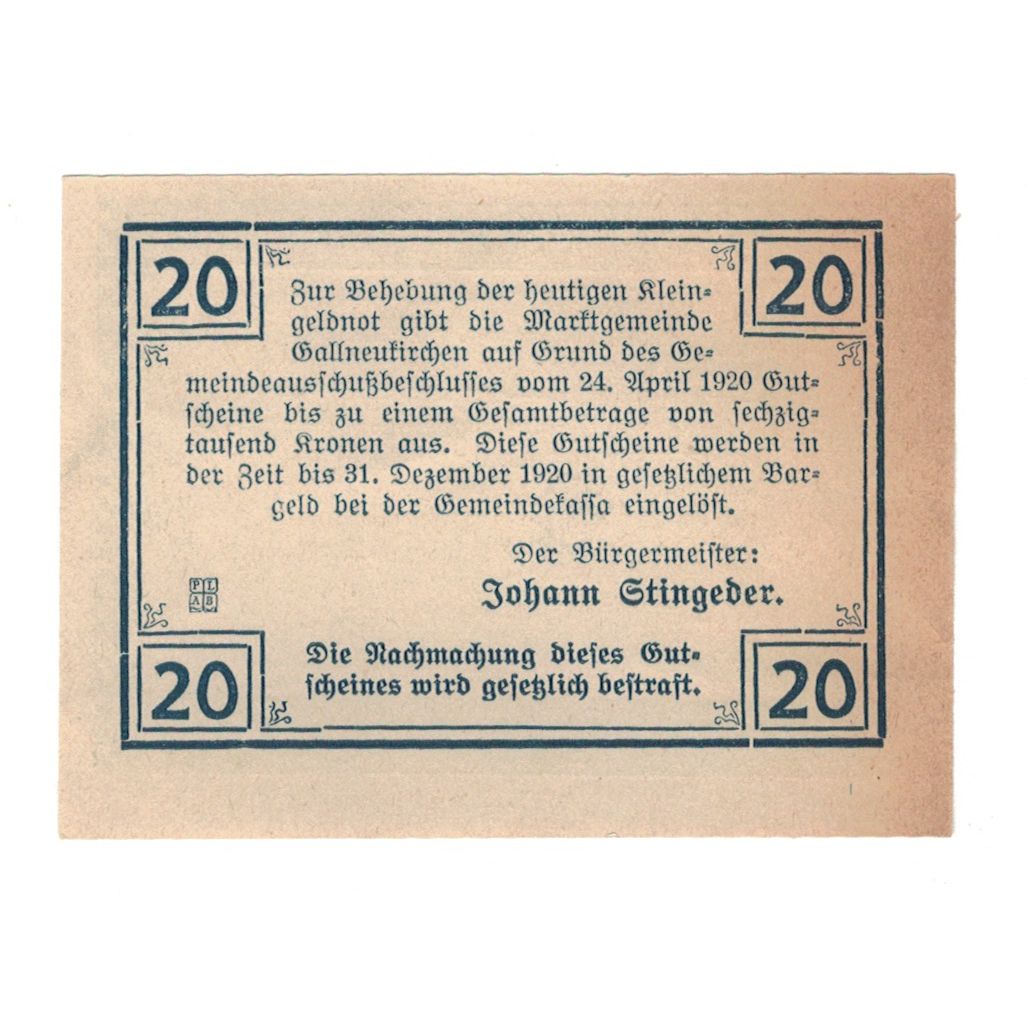 20 20
Zur Behebung der heutigen Klein-
geldnot gibt die Marktgemeinde
Gallneukirchen auf Grund des Ge-
meindeausschußbeschlusses vom 24. April 1920 Gut-
scheine bis zu einem Gesamtbetrage von sechzig-
tausend Kronen aus. Diese Gutscheine werden in
der Zeit bis 31. Dezember 1920 in gesetzlichem Bar-
geld bei der Gemeindekassa eingelöst.
Der Bürgermeister:
Johann Stingeder.
PL
AB
Die Nachmachung dieses Gut-
scheines wird gesetzlich bestraft.
20 20